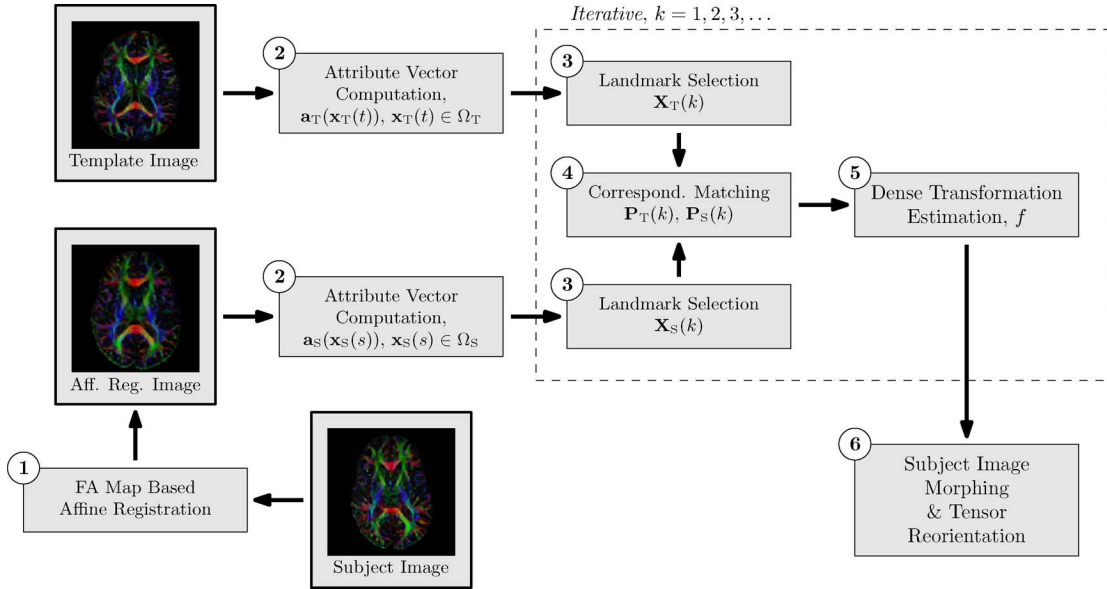 Iterative, k = 1, 2, 3, . . .
Template Image
2
Attribute Vector
Computation,
a_T(x_T(t)), x_T(t) ∈ Ω_T
3
Landmark Selection
X_T(k)
4
Correspond. Matching
P_T(k), P_S(k)
5
Dense Transformation
Estimation, f
Aff. Reg. Image
2
Attribute Vector
Computation,
a_S(x_S(s)), x_S(s) ∈ Ω_S
3
Landmark Selection
X_S(k)
1
FA Map Based
Affine Registration
Subject Image
6
Subject Image
Morphing
& Tensor
Reorientation